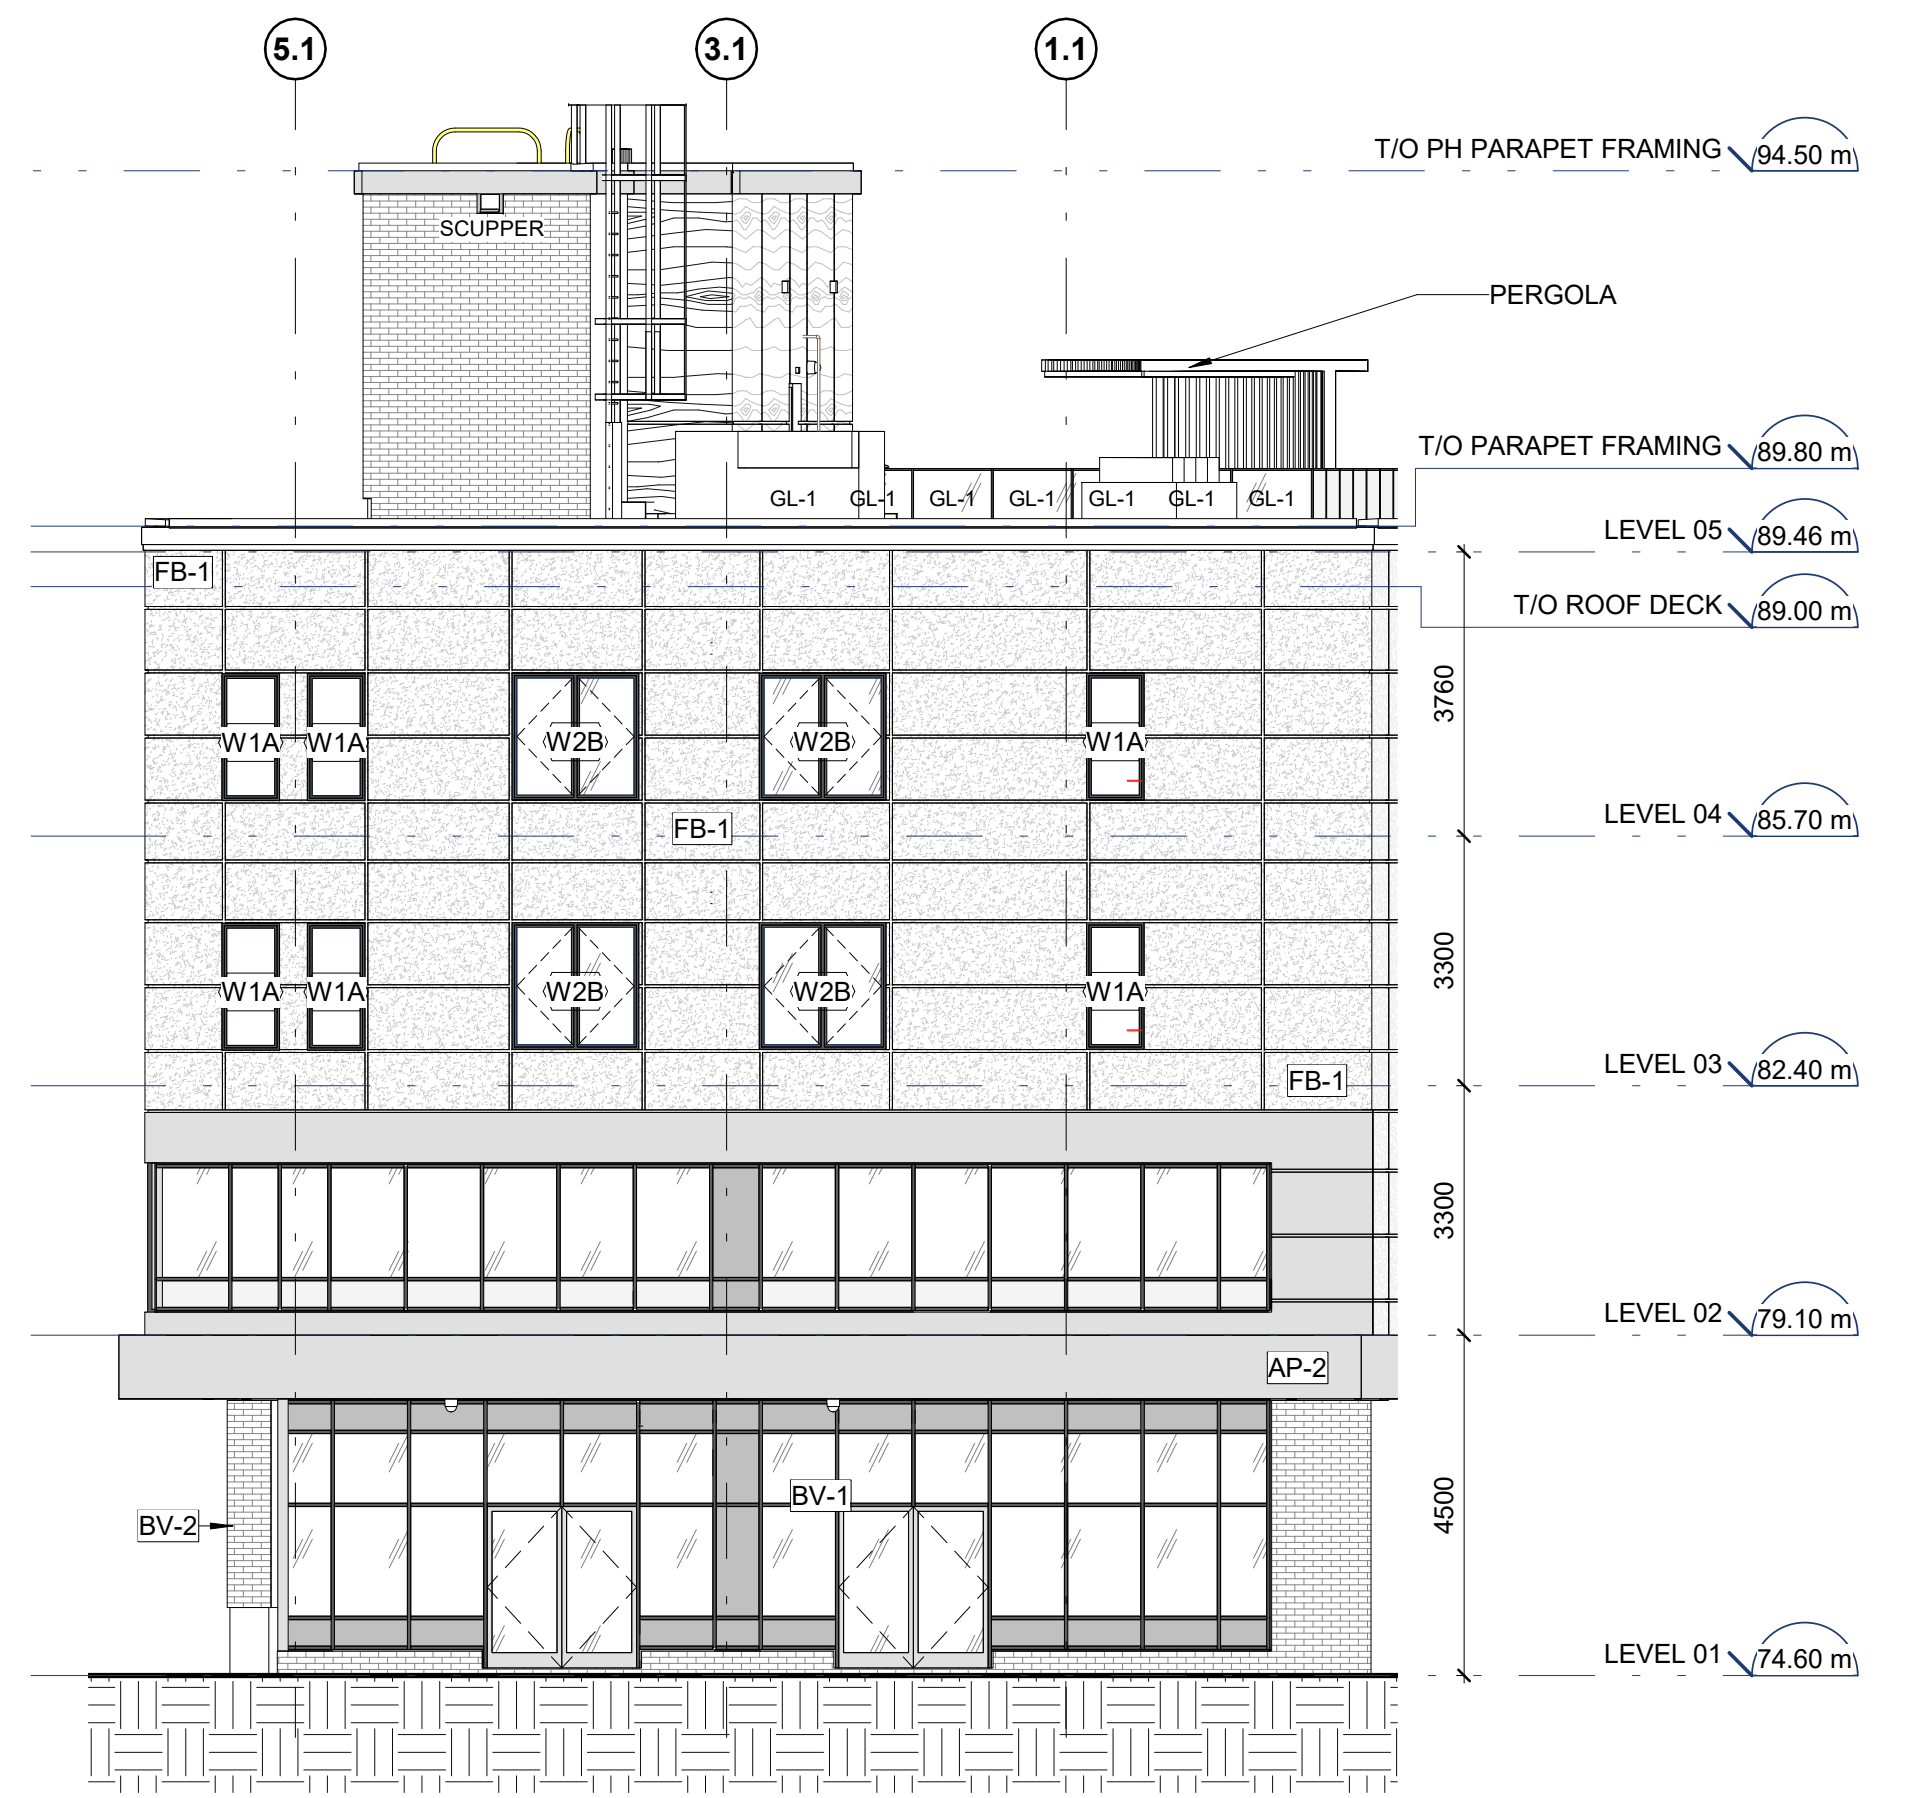 5.1
3.1
1.1
T/O PH PARAPET FRAMING
94.50 m
SCUPPER
PERGOLA
T/O PARAPET FRAMING
89.80 m
GL-1 GL-1 GL-1 GL-1 GL-1 GL-1 GL-1
LEVEL 05
89.46 m
FB-1
T/O ROOF DECK
89.00 m
3760
W1A W1A W2B W2B W1A
FB-1
LEVEL 04
85.70 m
3300
W1A W1A W2B W2B W1A
FB-1
LEVEL 03
82.40 m
3300
LEVEL 02
79.10 m
AP-2
4500
BV-1
BV-2
LEVEL 01
74.60 m